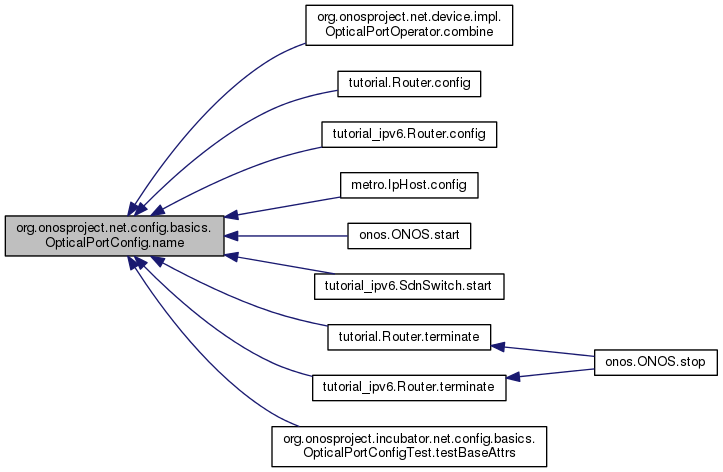 org.onosproject.net.device.impl.
OpticalPortOperator.combine
tutorial.Router.config
tutorial_ipv6.Router.config
metro.IpHost.config
org.onosproject.net.config.basics.
OpticalPortConfig.name
onos.ONOS.start
tutorial_ipv6.SdnSwitch.start
tutorial.Router.terminate
onos.ONOS.stop
tutorial_ipv6.Router.terminate
org.onosproject.incubator.net.config.basics.
OpticalPortConfigTest.testBaseAttrs